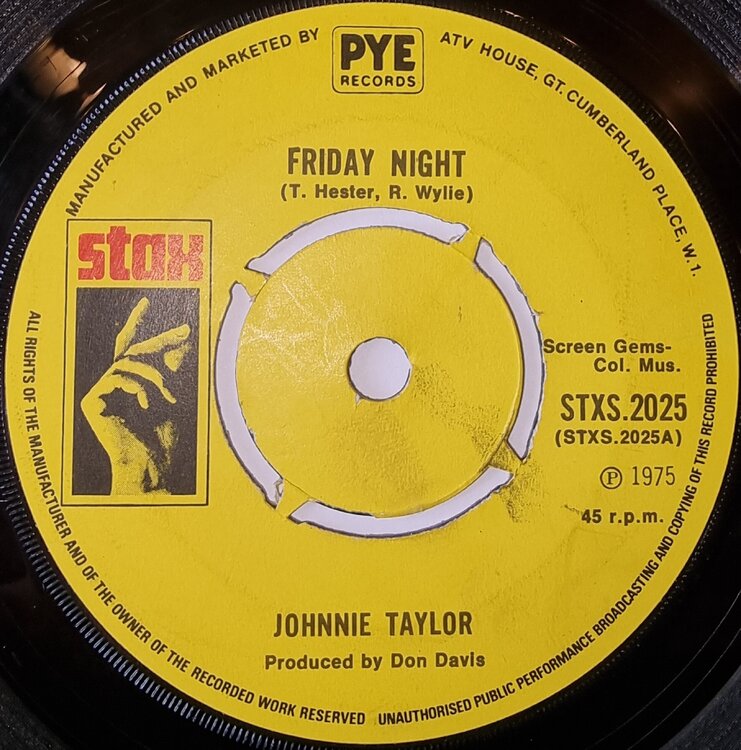 MANUFACTURED AND MARKETED BY
PYE
RECORDS
ATV HOUSE, GT. CUMBERLAND PLACE, W.1.
FRIDAY NIGHT
(T. Hester, R. Wylie)
stax
Screen Gems-
Col. Mus.
STXS.2025
(STXS.2025A)
Ⓟ 1975
45 r.p.m.
JOHNNIE TAYLOR
Produced by Don Davis
ALL RIGHTS OF THE MANUFACTURER AND OF THE OWNER OF THE RECORDED WORK RESERVED UNAUTHORISED PUBLIC PERFORMANCE BROADCASTING AND COPYING OF THIS RECORD PROHIBITED